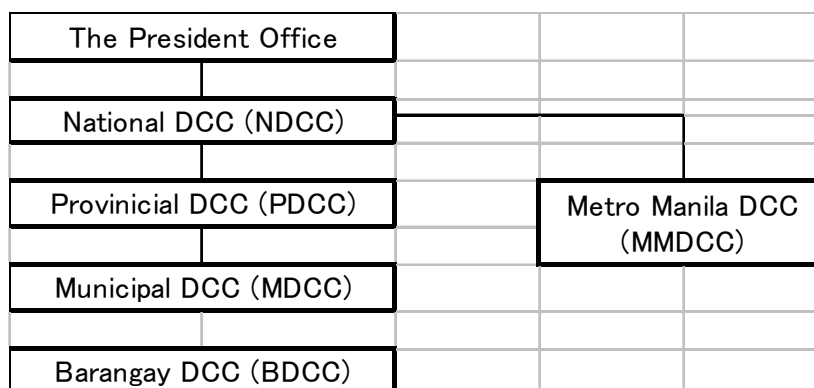 The President Office
National DCC (NDCC)
Provinicial DCC (PDCC)
Metro Manila DCC
(MMDCC)
Municipal DCC (MDCC)
Barangay DCC (BDCC)